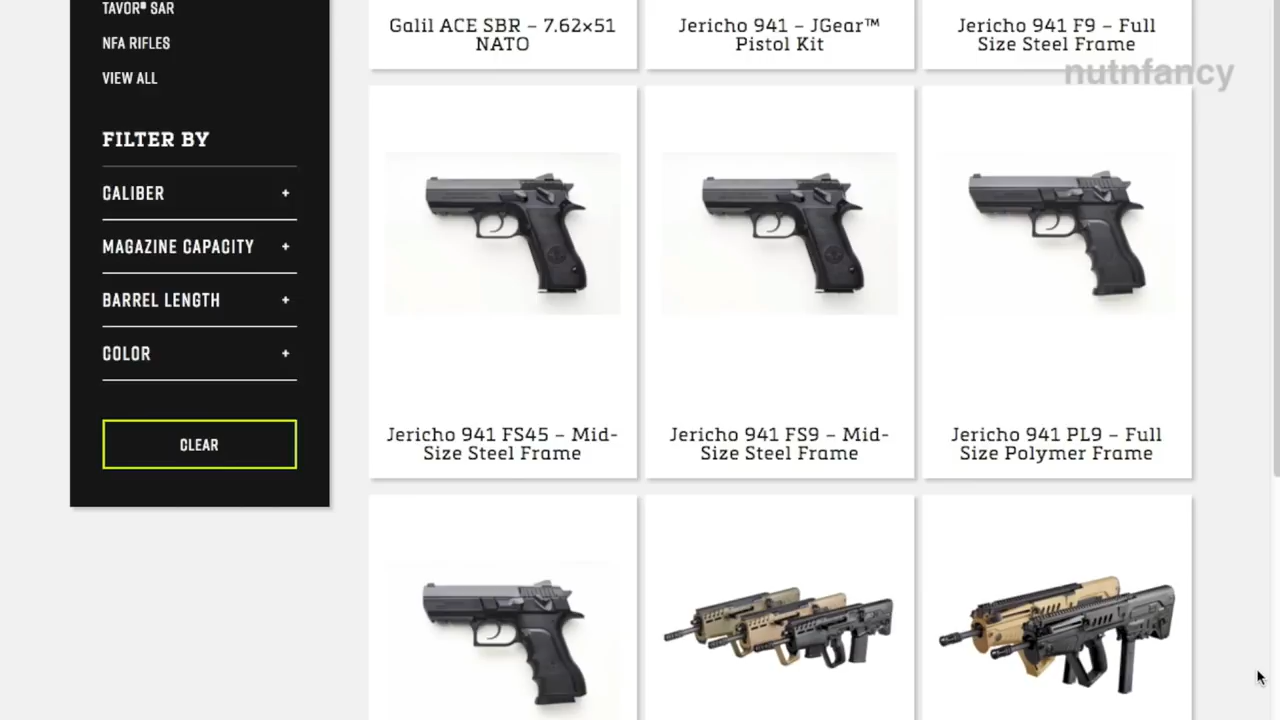 TAVOR® SAR
NFA RIFLES
VIEW ALL
FILTER BY
CALIBER +
MAGAZINE CAPACITY +
BARREL LENGTH +
COLOR +
CLEAR
Galil ACE SBR – 7.62×51
NATO
Jericho 941 – JGear™
Pistol Kit
Jericho 941 F9 – Full
Size Steel Frame
nutnfancy
Jericho 941 FS45 – Mid-
Size Steel Frame
Jericho 941 FS9 – Mid-
Size Steel Frame
Jericho 941 PL9 – Full
Size Polymer Frame